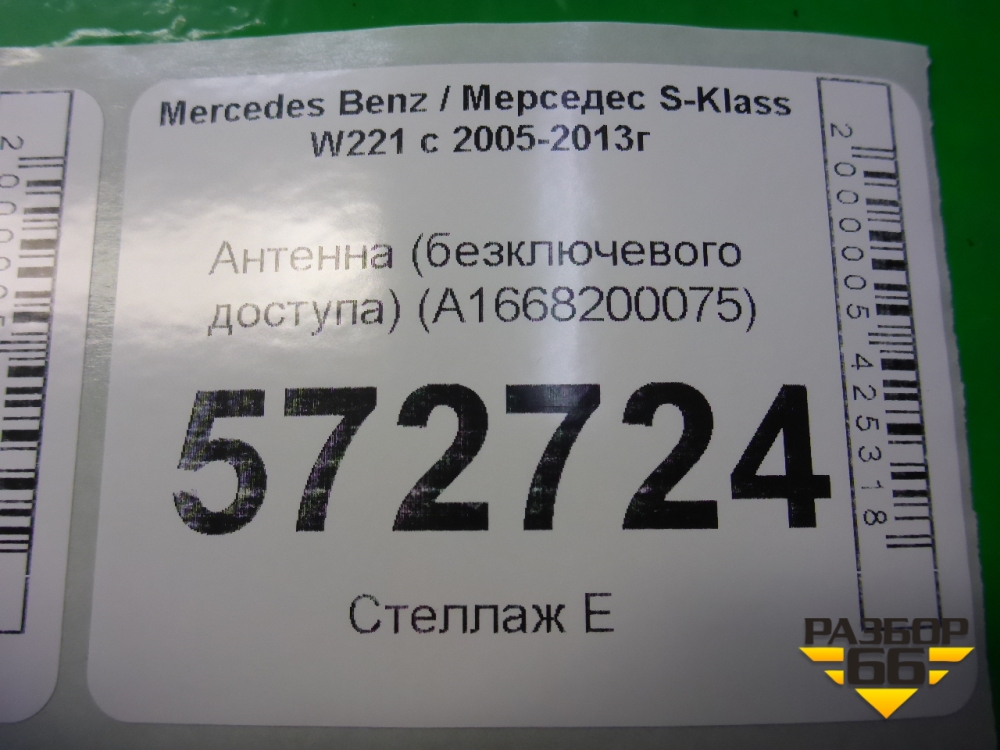 Mercedes Benz / Мерседес S-Klass
W221 с 2005-2013г
Антенна (безключевого
доступа) (A1668200075)
572724
Стеллаж Е
2000005425318
РАЗБОР
66